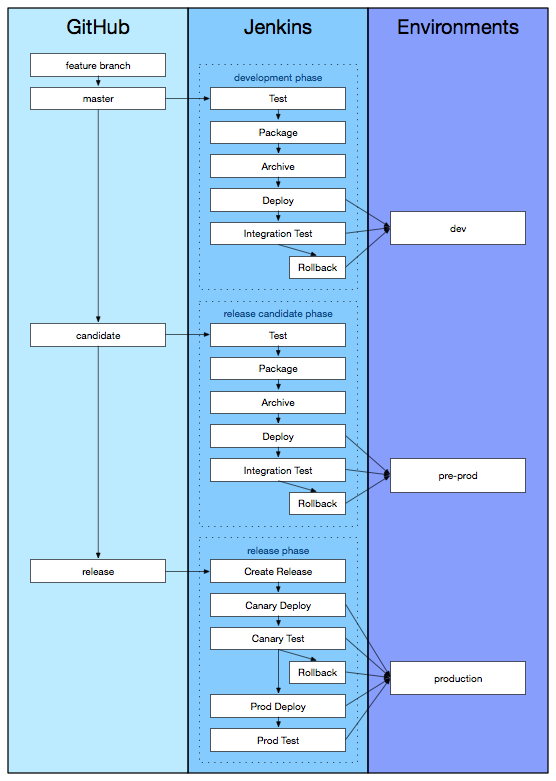 GitHub
Jenkins
Environments
feature branch
master
development phase
Test
Package
Archive
Deploy
Integration Test
Rollback
dev
candidate
release candidate phase
Test
Package
Archive
Deploy
Integration Test
Rollback
pre-prod
release
release phase
Create Release
Canary Deploy
Canary Test
Rollback
Prod Deploy
Prod Test
production